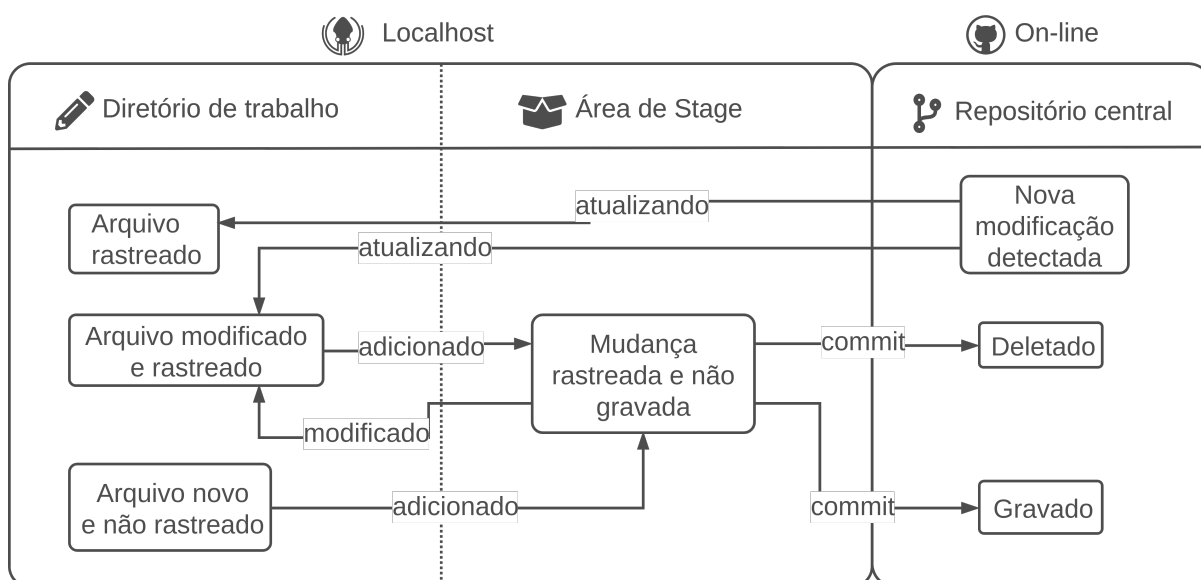 Localhost
On-line
Diretório de trabalho
Área de Stage
Repositório central
Arquivo
rastreado
atualizando
atualizando
Nova
modificação
detectada
Arquivo modificado
e rastreado
adicionado
Mudança
rastreada e não
gravada
commit
Deletado
modificado
Arquivo novo
e não rastreado
adicionado
commit
Gravado